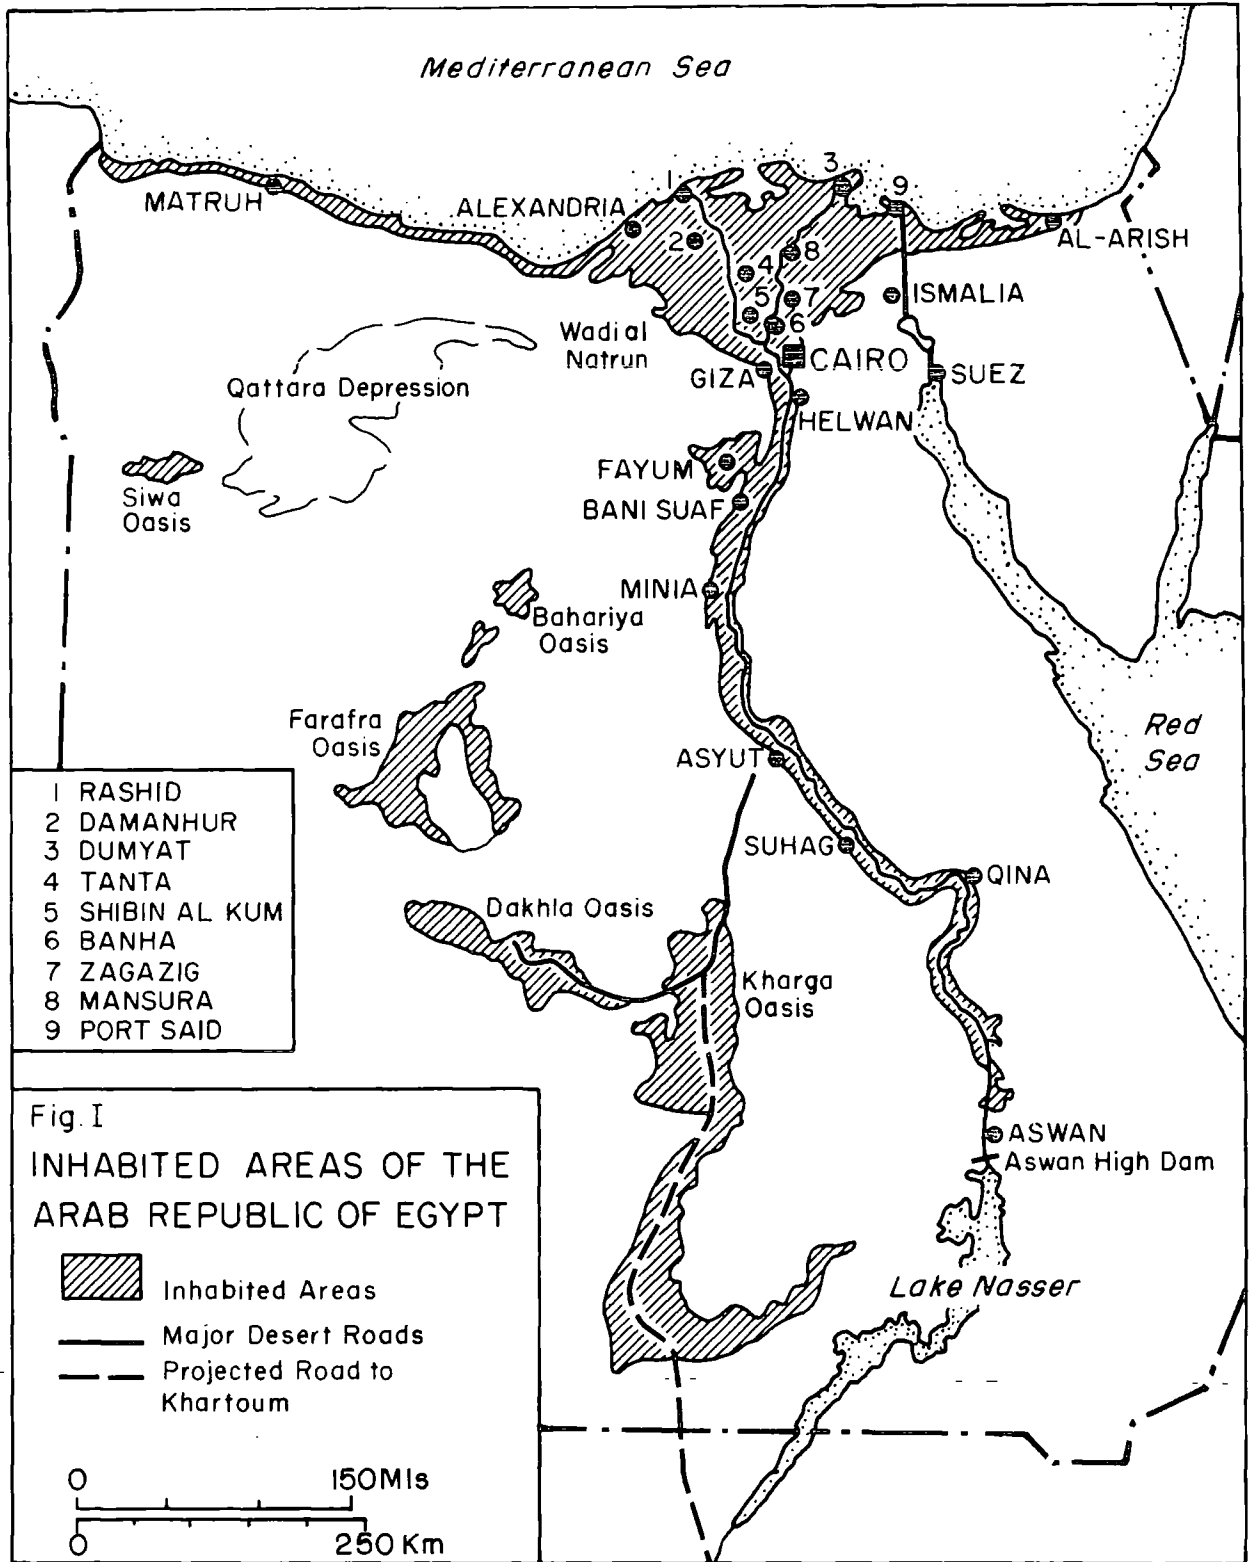 Mediterranean Sea
MATRUH
ALEXANDRIA
1
2
3
4
5
6
7
8
9
AL-ARISH
ISMALIA
Wadi al
Natrun
CAIRO
GIZA
SUEZ
HELWAN
Qattara Depression
FAYUM
Siwa
Oasis
BANI SUAF
MINIA
Bahariya
Oasis
Farafra
Oasis
Red
Sea
ASYUT
SUHAG
QINA
Dakhla Oasis
Kharga
Oasis
ASWAN
Aswan High Dam
Lake Nasser
1 RASHID
2 DAMANHUR
3 DUMYAT
4 TANTA
5 SHIBIN AL KUM
6 BANHA
7 ZAGAZIG
8 MANSURA
9 PORT SAID
Fig. I
INHABITED AREAS OF THE
ARAB REPUBLIC OF EGYPT
Inhabited Areas
Major Desert Roads
Projected Road to
Khartoum
0 150 Mls
0 250 Km